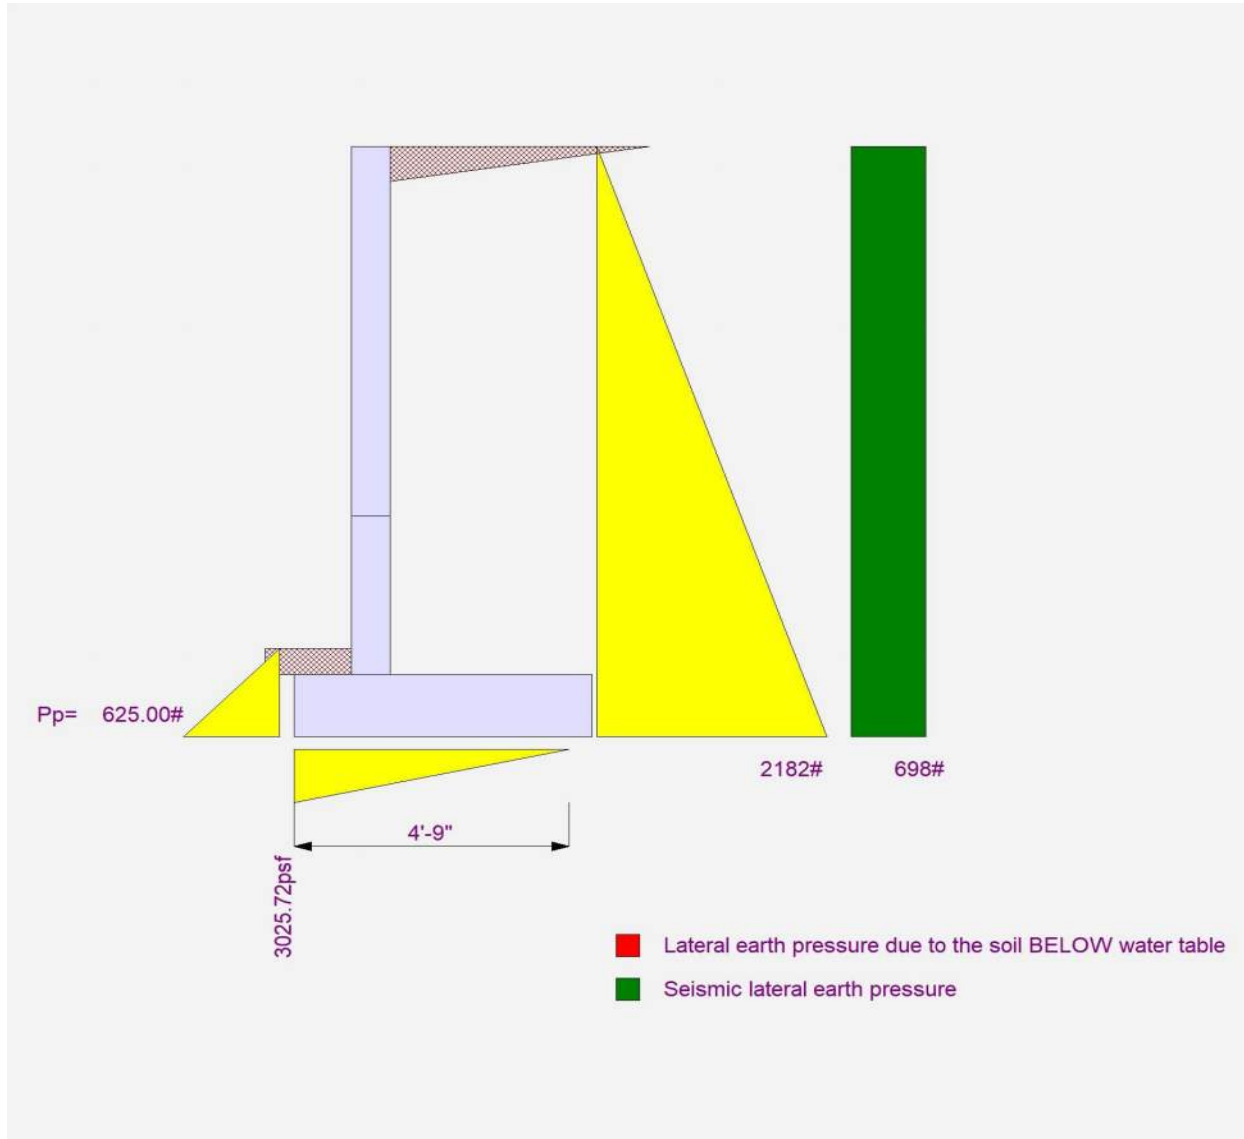 Pp= 625.00#
2182# 698#
4'-9"
3025.72psf
Lateral earth pressure due to the soil BELOW water table
Seismic lateral earth pressure